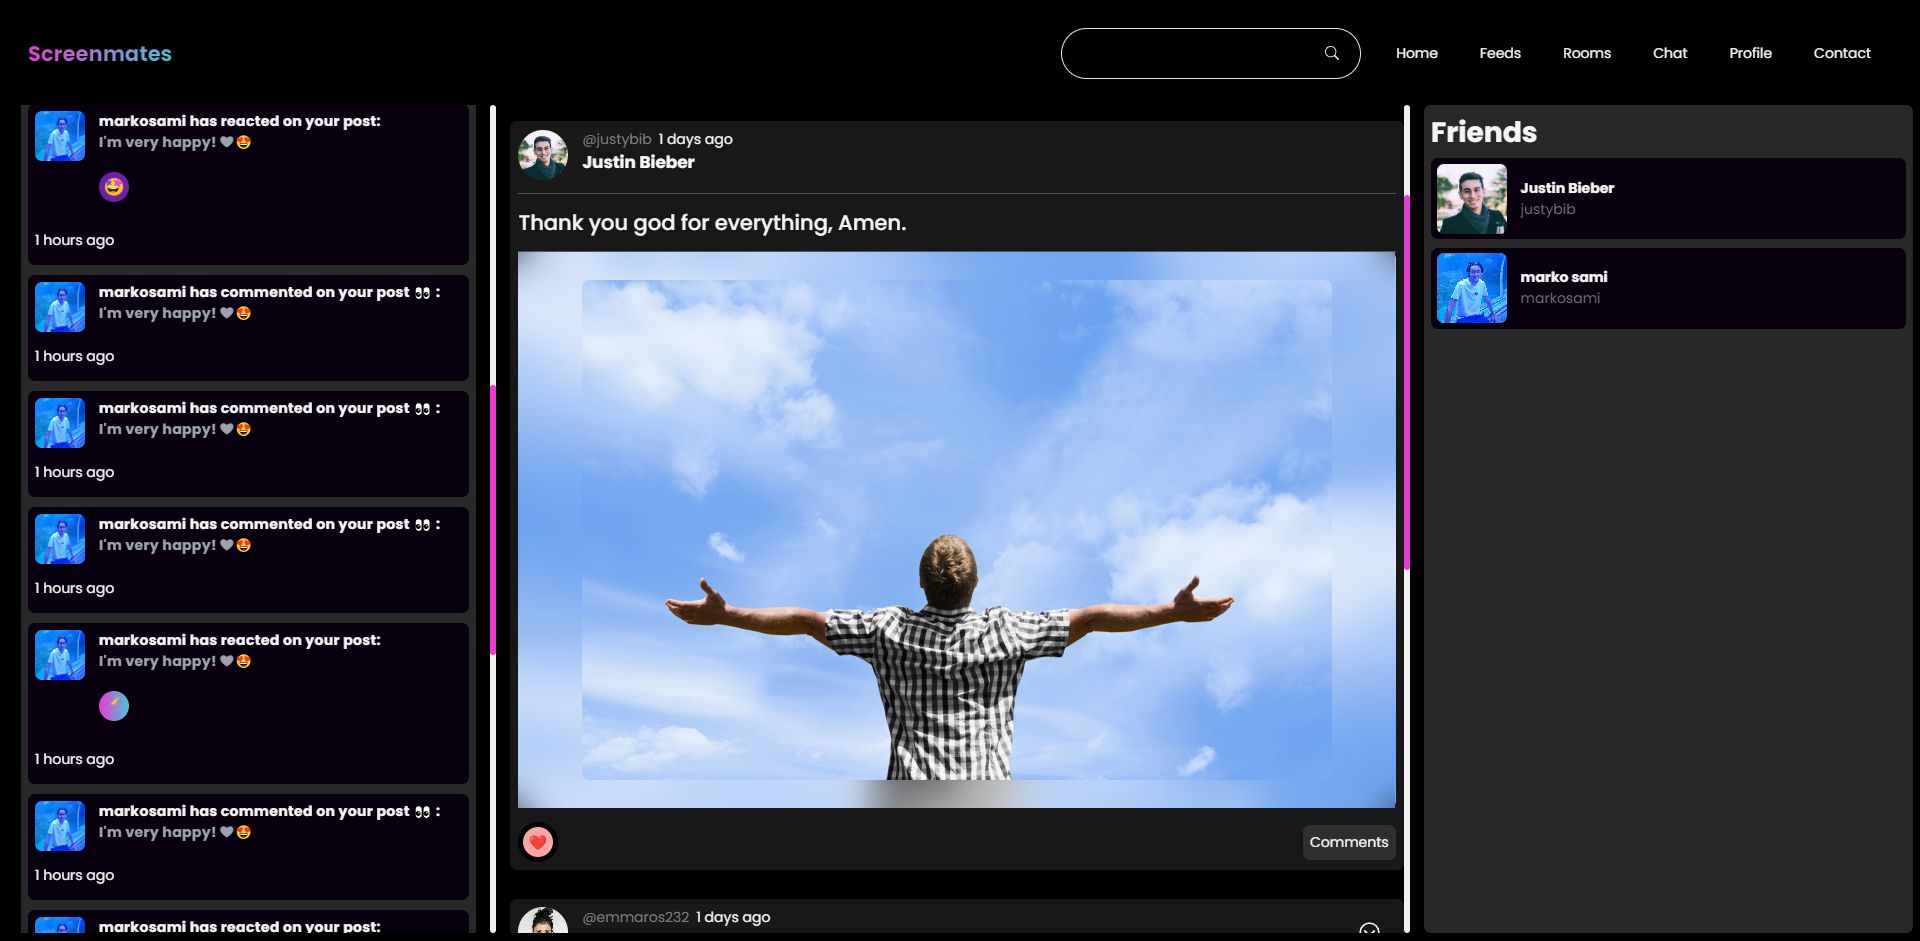 Screenmates
Home
Feeds
Rooms
Chat
Profile
Contact
markosami has reacted on your post:
I'm very happy! 🖤😍
1 hours ago
markosami has commented on your post 👀 :
I'm very happy! 🖤😍
1 hours ago
markosami has commented on your post 👀 :
I'm very happy! 🖤😍
1 hours ago
markosami has commented on your post 👀 :
I'm very happy! 🖤😍
1 hours ago
markosami has reacted on your post:
I'm very happy! 🖤😍
1 hours ago
markosami has commented on your post 👀 :
I'm very happy! 🖤😍
1 hours ago
markosami has reacted on your post:
@justybib 1 days ago
Justin Bieber
Thank you god for everything, Amen.
Comments
@emmaros232 1 days ago
Friends
Justin Bieber
justybib
marko sami
markosami